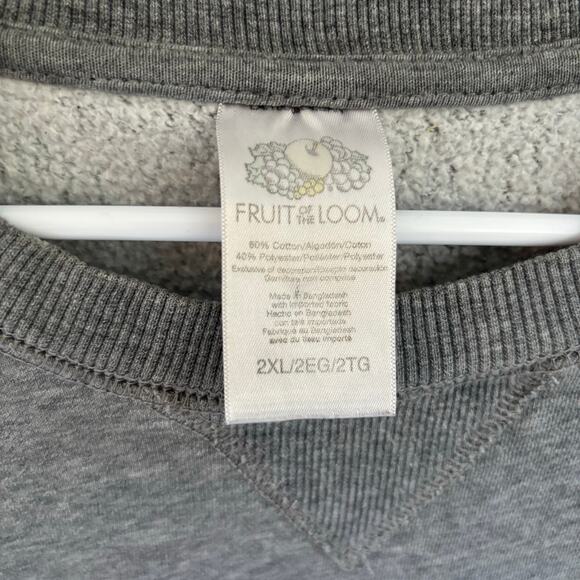 FRUIT OF THE LOOM®
60% Cotton/Algodón/Coton
40% Polyester/Poliéster/Polyester
Exclusive of decoration/Excepto decoración
Garniture non comprise
Made in Bangladesh
with imported fabric
Hecho en Bangladesh
con tela importada
Fabriqué au Bangladesh
avec du tissu importé
2XL/2EG/2TG